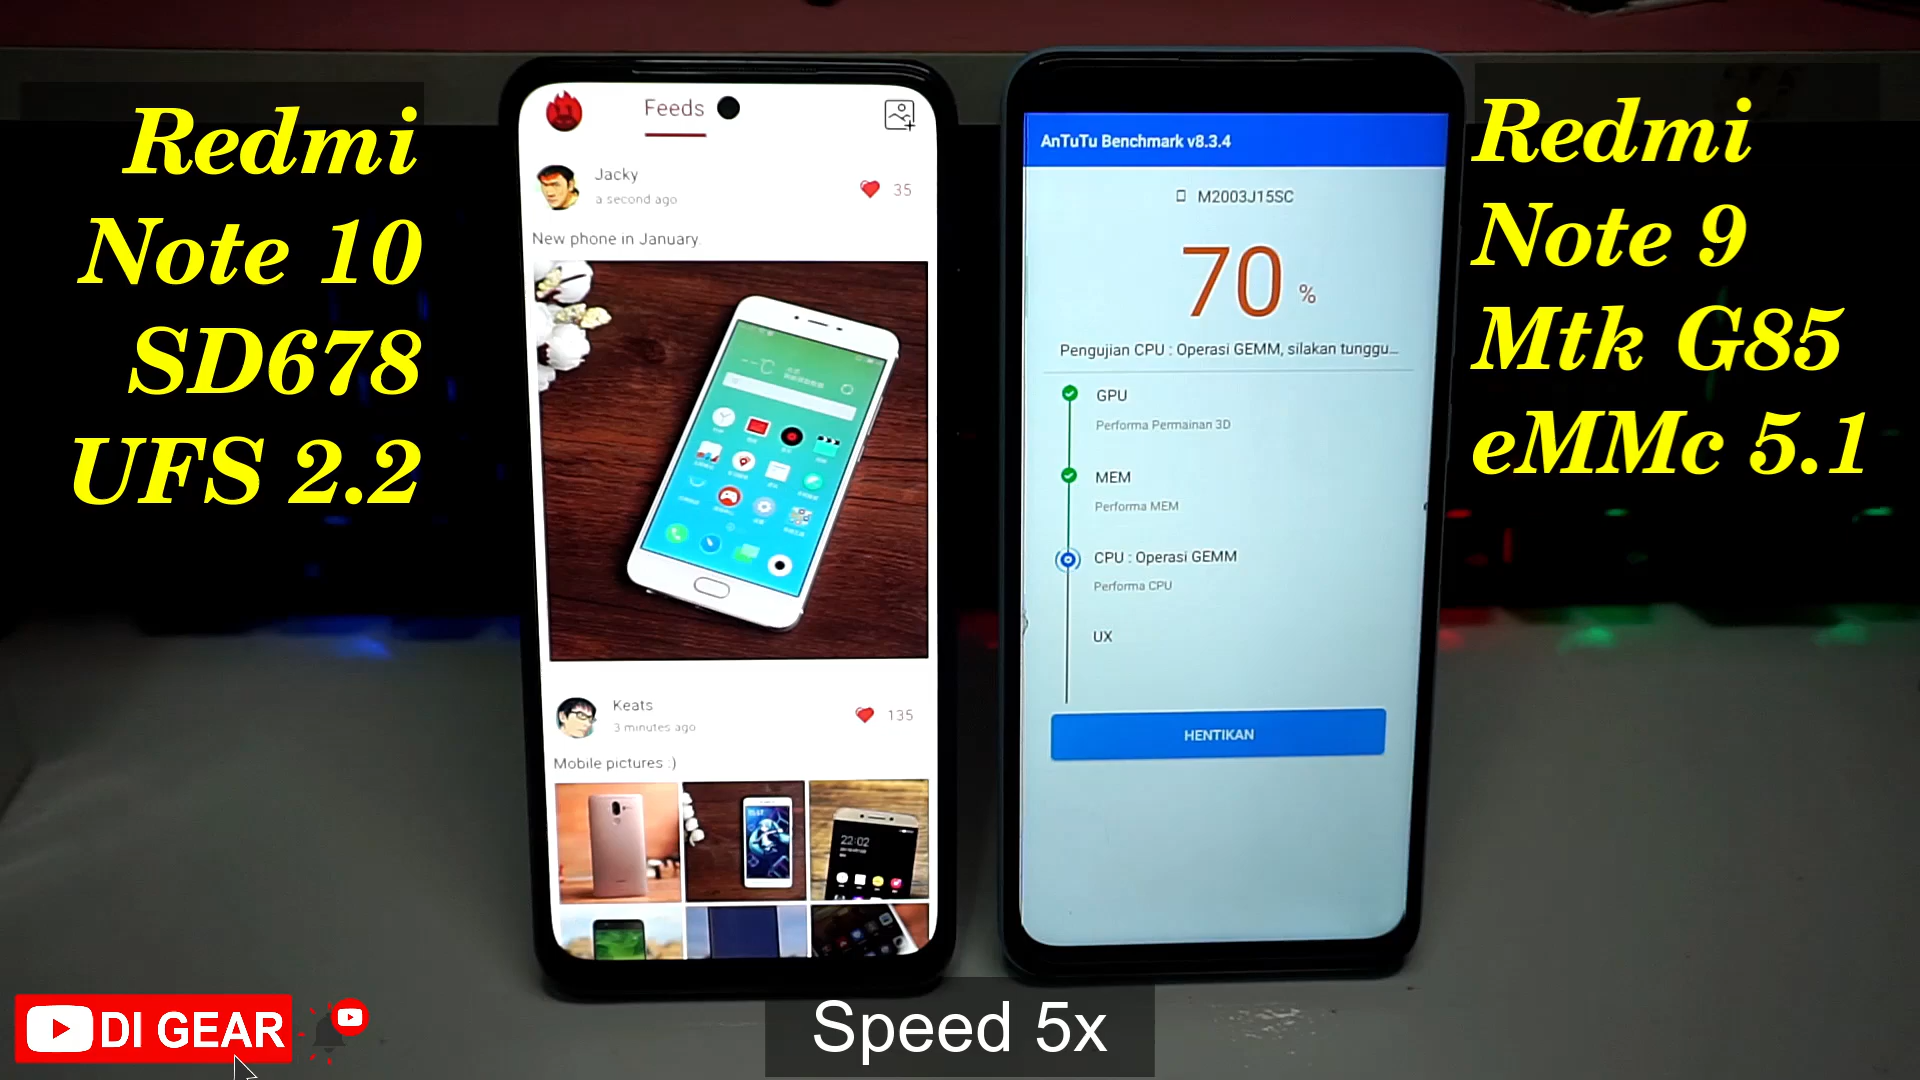 Redmi
Note 10
SD678
UFS 2.2
Feeds
Jacky
a second ago
35
New phone in January.
Keats
3 minutes ago
135
Mobile pictures :)
22:02
AnTuTu Benchmark v8.3.4
M2003J15SC
70 %
Pengujian CPU : Operasi GEMM, silakan tunggu...
GPU
Performa Permainan 3D
MEM
Performa MEM
CPU : Operasi GEMM
Performa CPU
UX
HENTIKAN
Redmi
Note 9
Mtk G85
eMMc 5.1
DI GEAR
Speed 5x